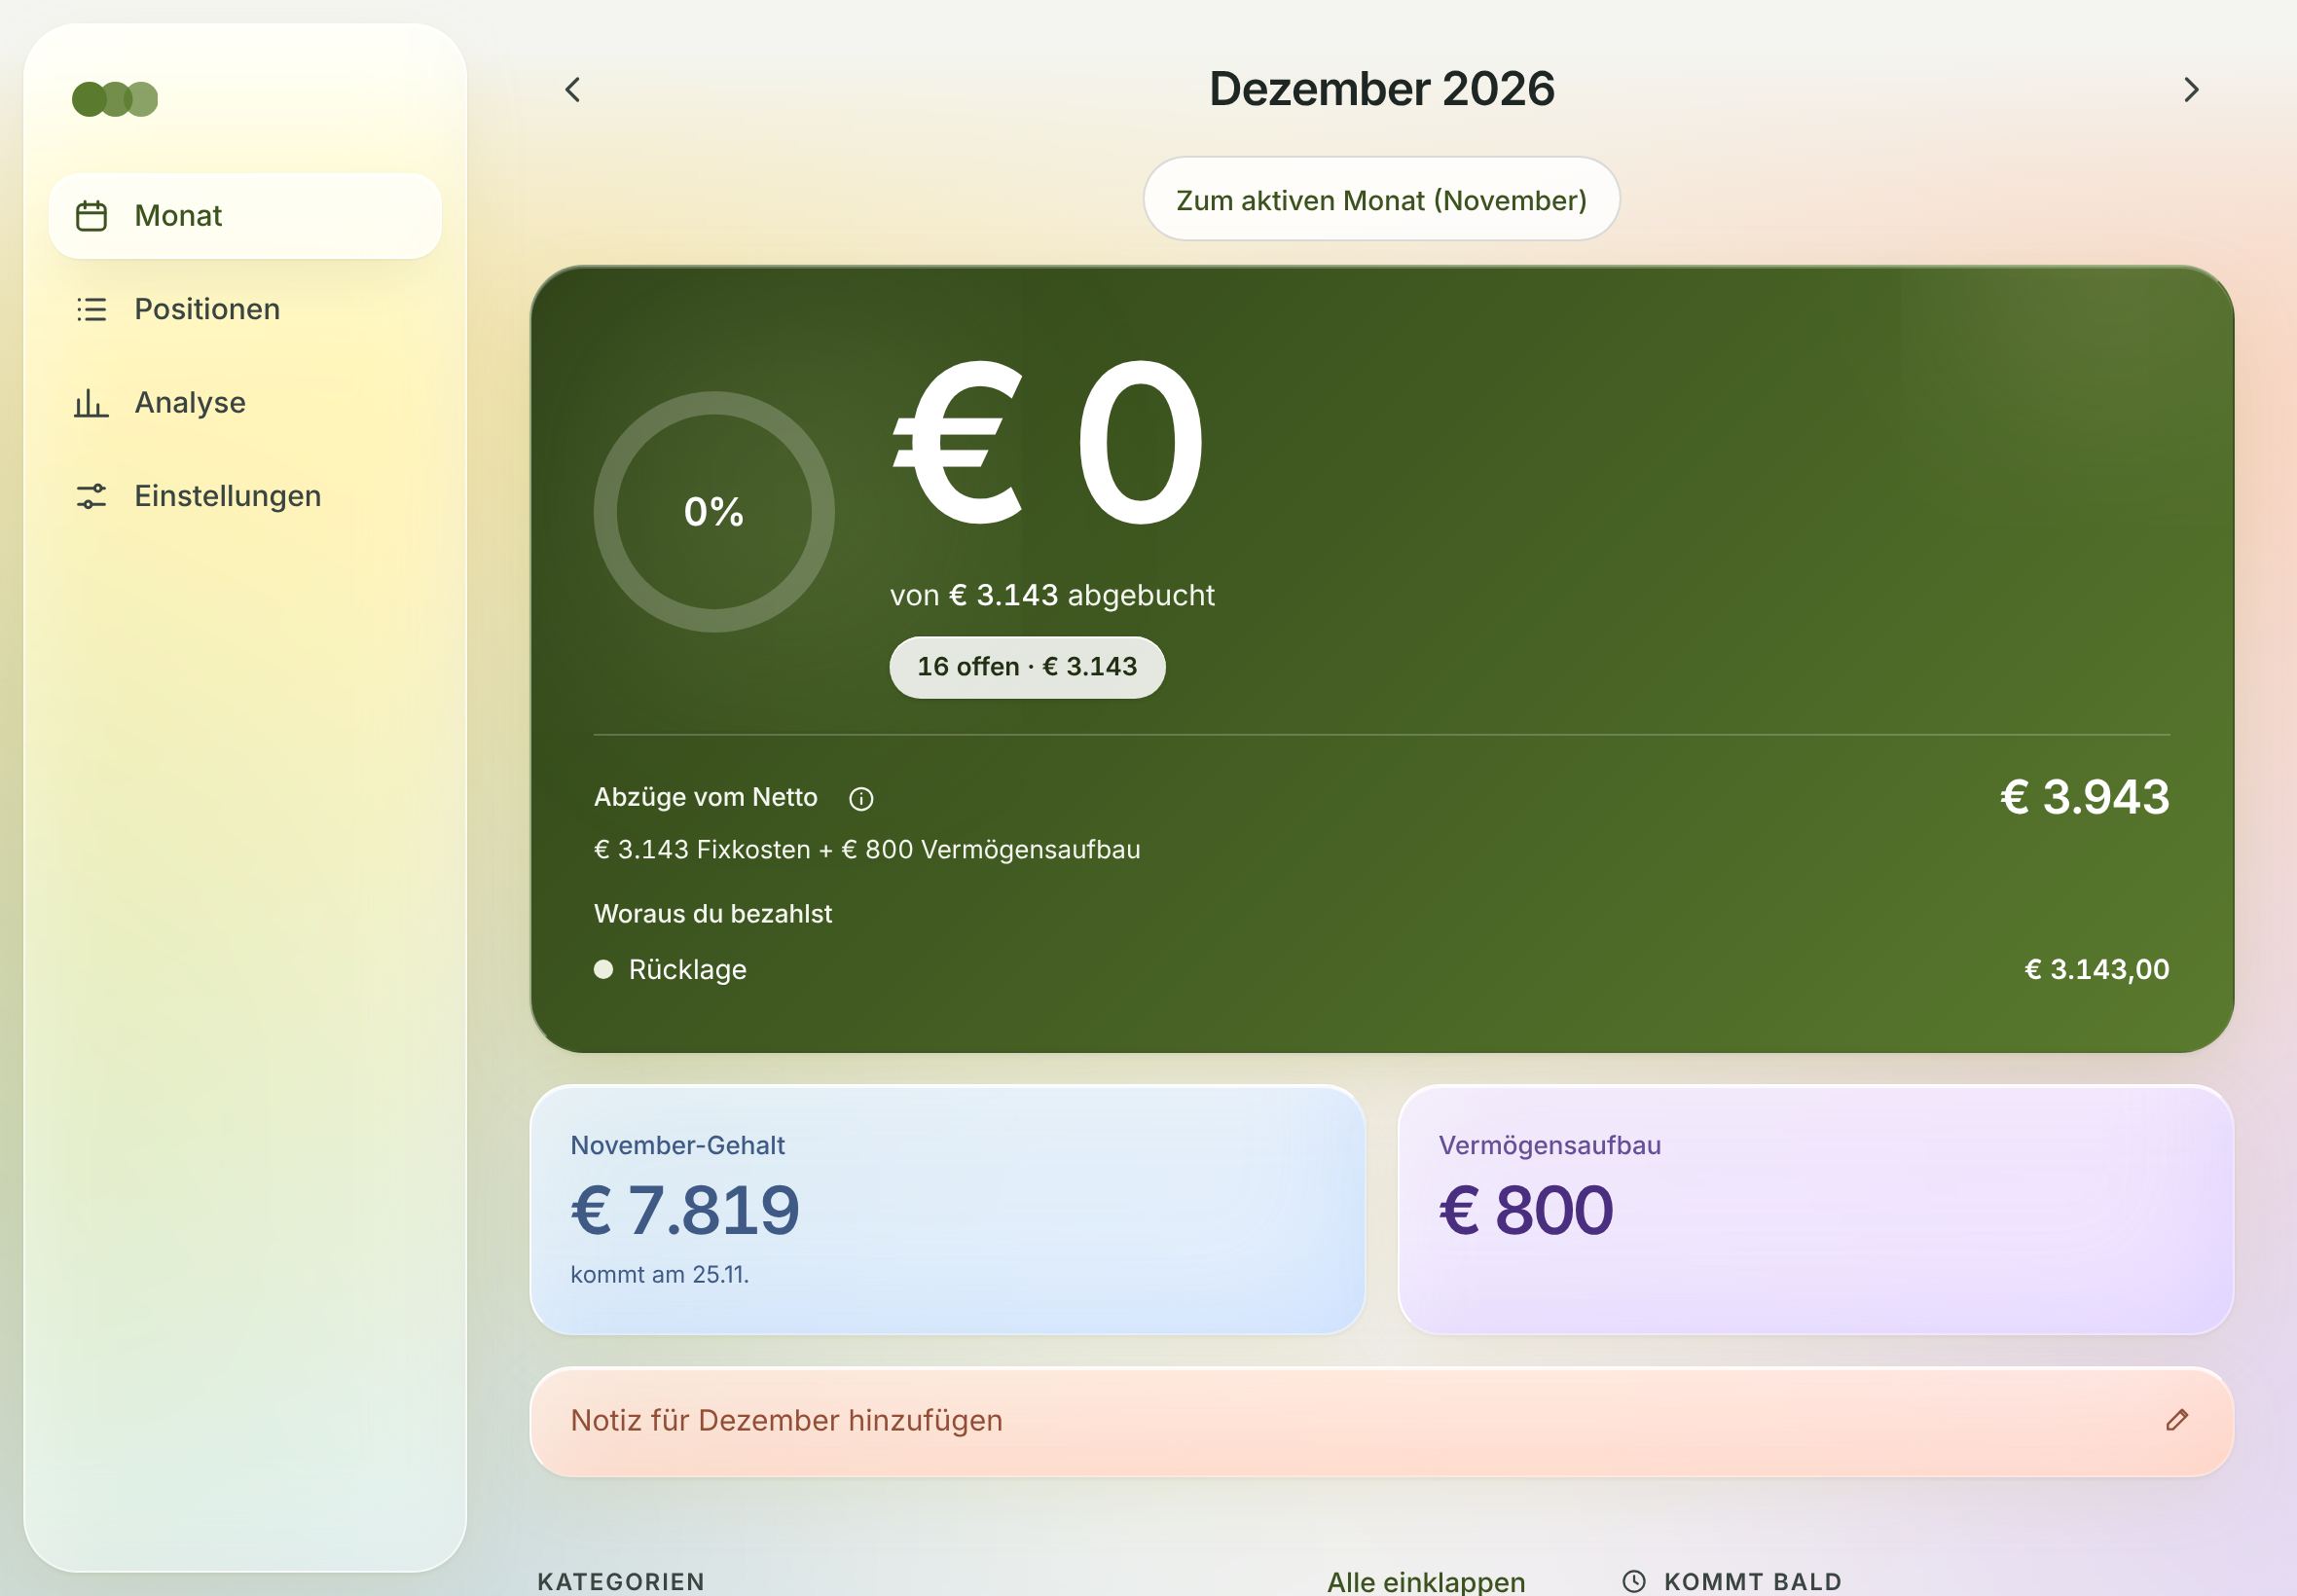 Monat
Positionen
Analyse
Einstellungen
Dezember 2026
Zum aktiven Monat (November)
0%
€ 0
von € 3.143 abgebucht
16 offen · € 3.143
Abzüge vom Netto
€ 3.943
€ 3.143 Fixkosten + € 800 Vermögensaufbau
Woraus du bezahlst
Rücklage
€ 3.143,00
November-Gehalt
€ 7.819
kommt am 25.11.
Vermögensaufbau
€ 800
Notiz für Dezember hinzufügen
KATEGORIEN
Alle einklappen
KOMMT BALD